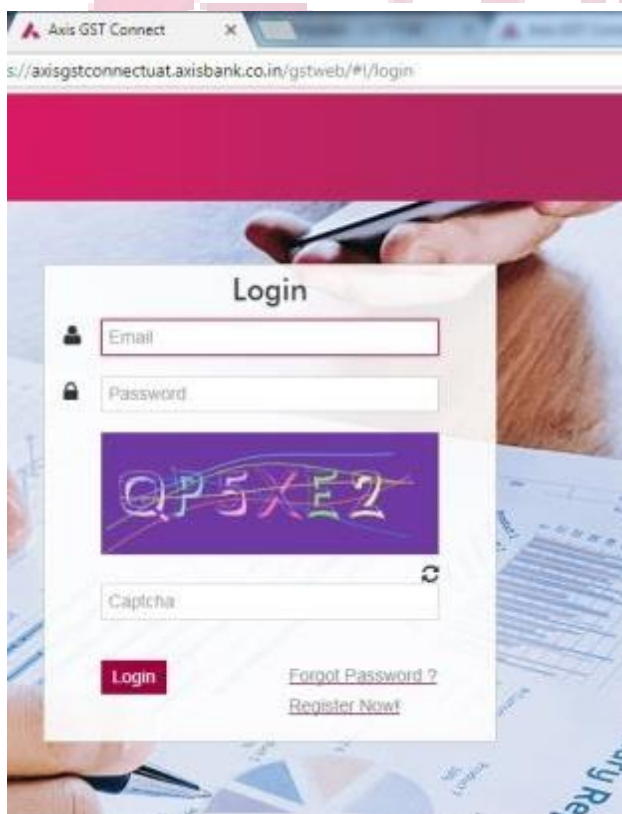 Axis GST Connect
s://axisgstconnectuat.axisbank.co.in/gstweb/#!/login
Login
Email
Password
QP5XE2
Captcha
Login
Forgot Password ?
Register Now!